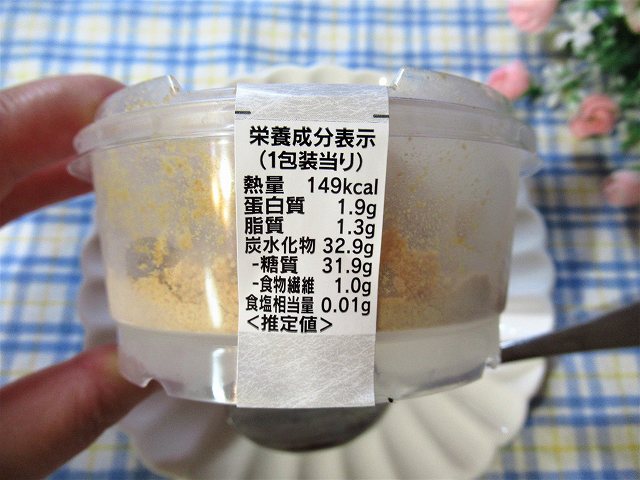 栄養成分表示
(1包装当り)
熱量 149kcal
蛋白質 1.9g
脂質 1.3g
炭水化物 32.9g
-糖質 31.9g
-食物繊維 1.0g
食塩相当量 0.01g
<推定値>